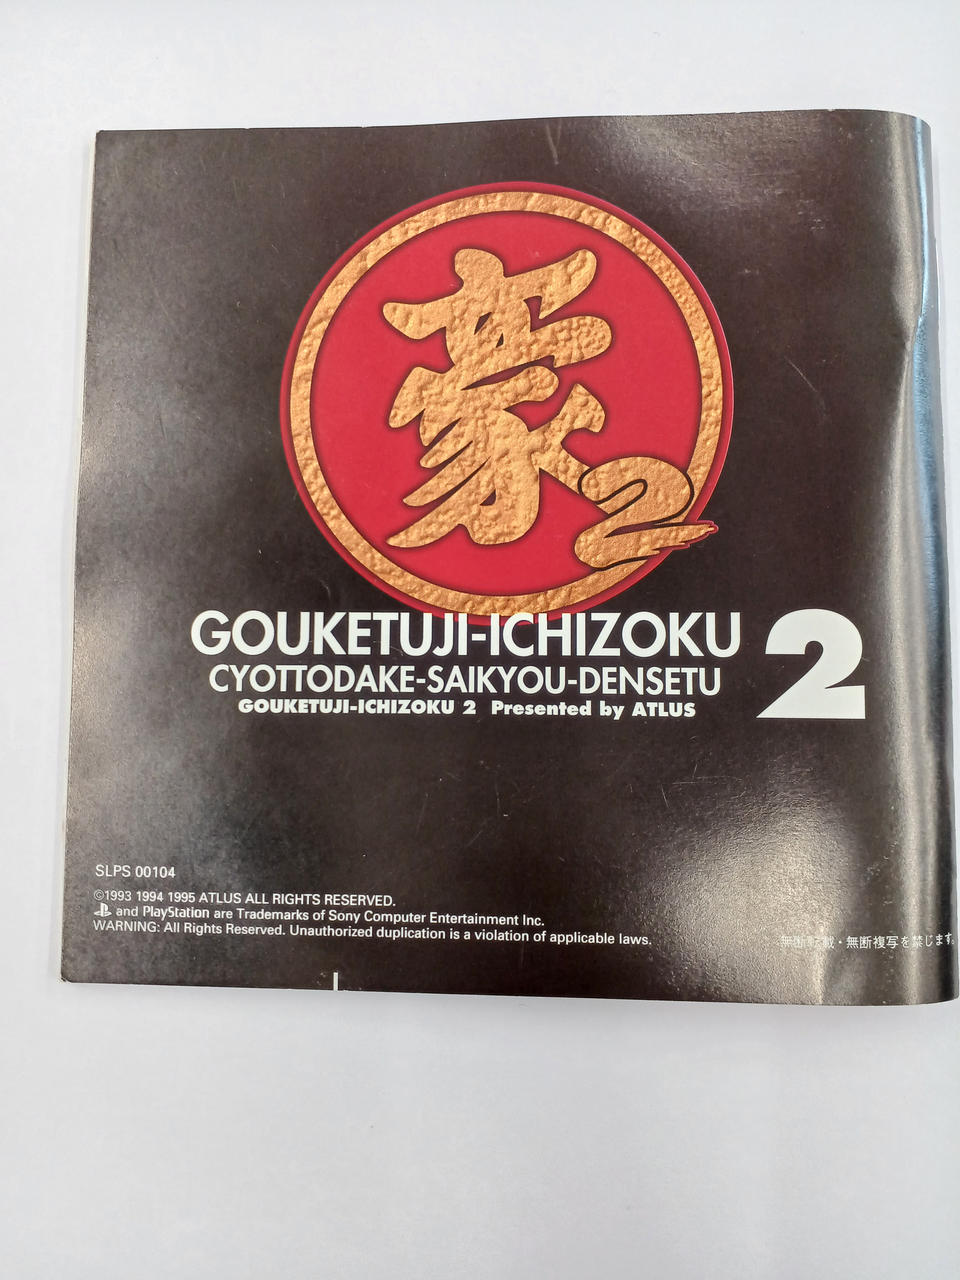 豪2
GOUKETUJI-ICHIZOKU 2
CYOTTODAKE-SAIKYOU-DENSETU
GOUKETUJI-ICHIZOKU 2 Presented by ATLUS
SLPS 00104
©1993 1994 1995 ATLUS ALL RIGHTS RESERVED.
and PlayStation are Trademarks of Sony Computer Entertainment Inc.
WARNING: All Rights Reserved. Unauthorized duplication is a violation of applicable laws.
無断転載・無断複写を禁じます。